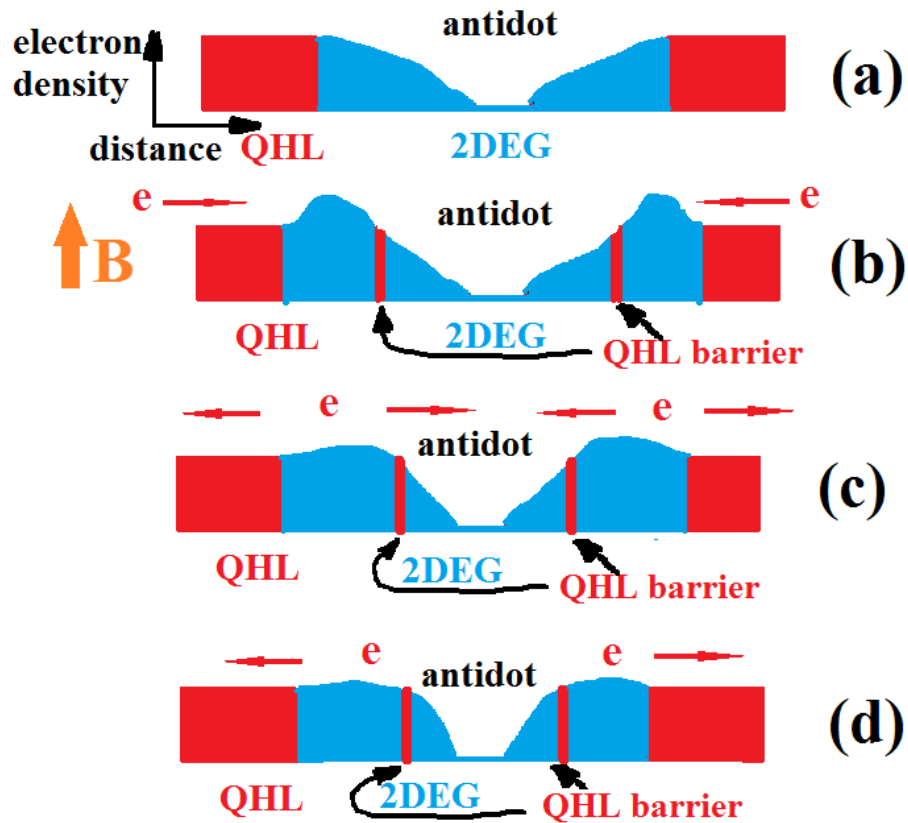 electron
density
antidot
(a)
distance
QHL
2DEG
e
antidot
e
B
(b)
QHL
2DEG
QHL barrier
e
e
antidot
(c)
QHL
2DEG
QHL barrier
e
e
antidot
(d)
QHL
2DEG
QHL barrier